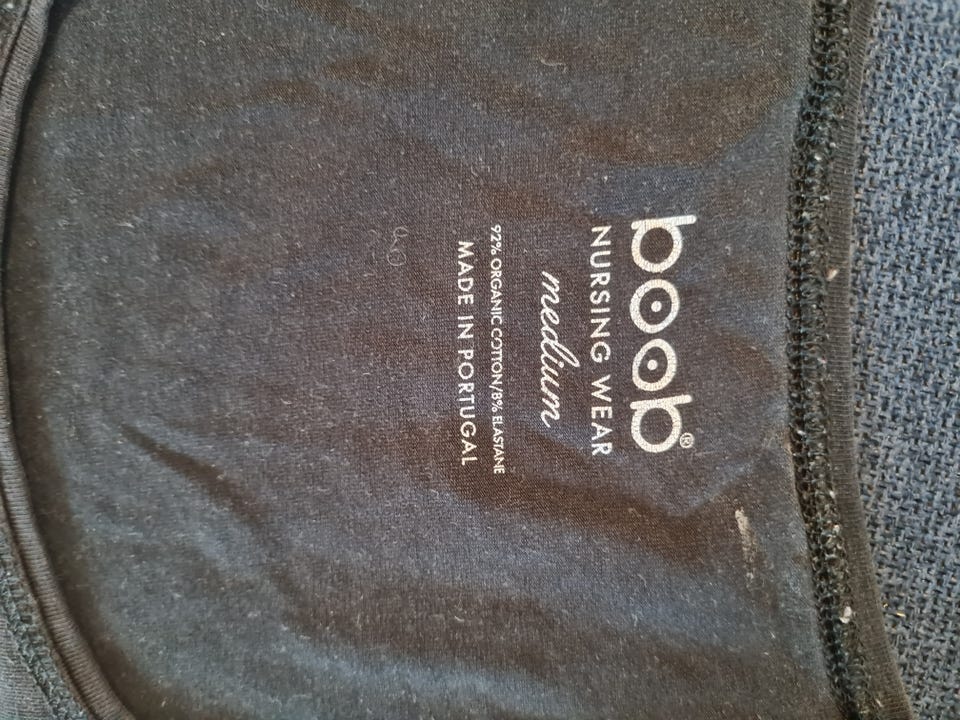 boob®
NURSING WEAR
medium
92% ORGANIC COTTON/8% ELASTANE
MADE IN PORTUGAL